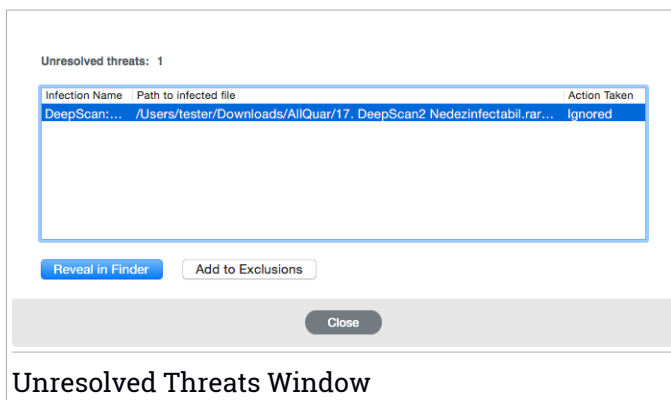 Unresolved threats: 1
Infection Name Path to infected file Action Taken
DeepScan:... /Users/tester/Downloads/AllQuar/17. DeepScan2 Nedezinfectabil.rar... Ignored
Reveal in Finder Add to Exclusions
Close
Unresolved Threats Window